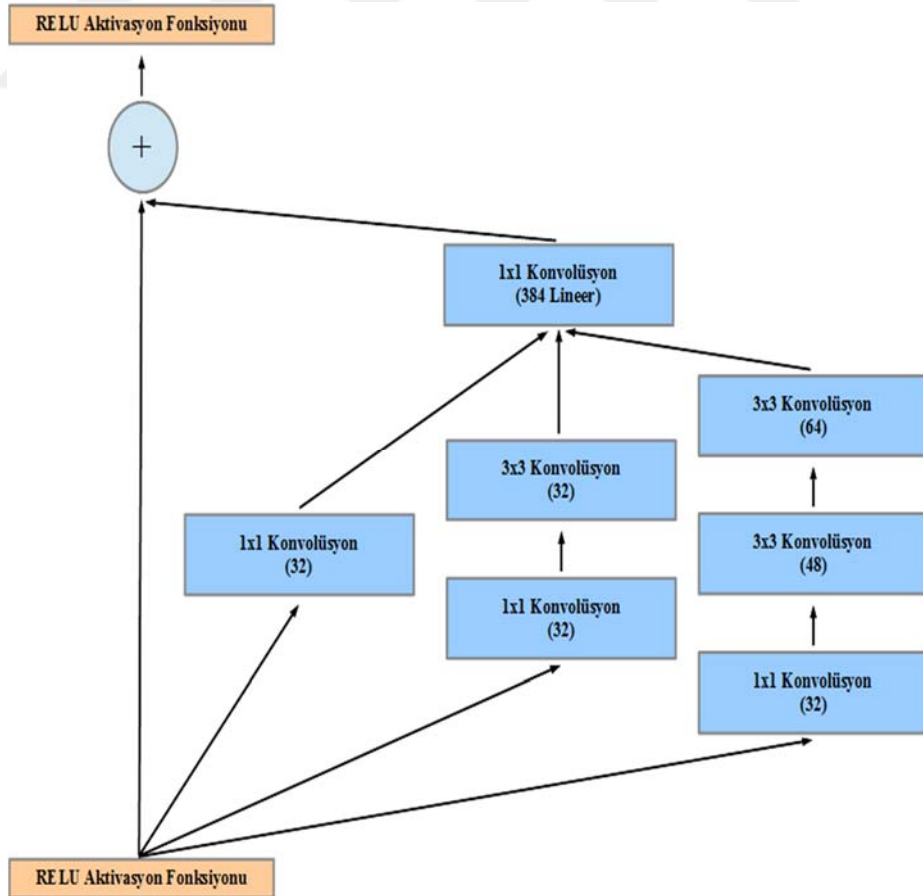 RELU Aktivasyon Fonksiyonu
+
1x1 Konvolüsyon
(384 Lineer)
3x3 Konvolüsyon
(64)
3x3 Konvolüsyon
(32)
1x1 Konvolüsyon
(32)
3x3 Konvolüsyon
(48)
1x1 Konvolüsyon
(32)
1x1 Konvolüsyon
(32)
RELU Aktivasyon Fonksiyonu